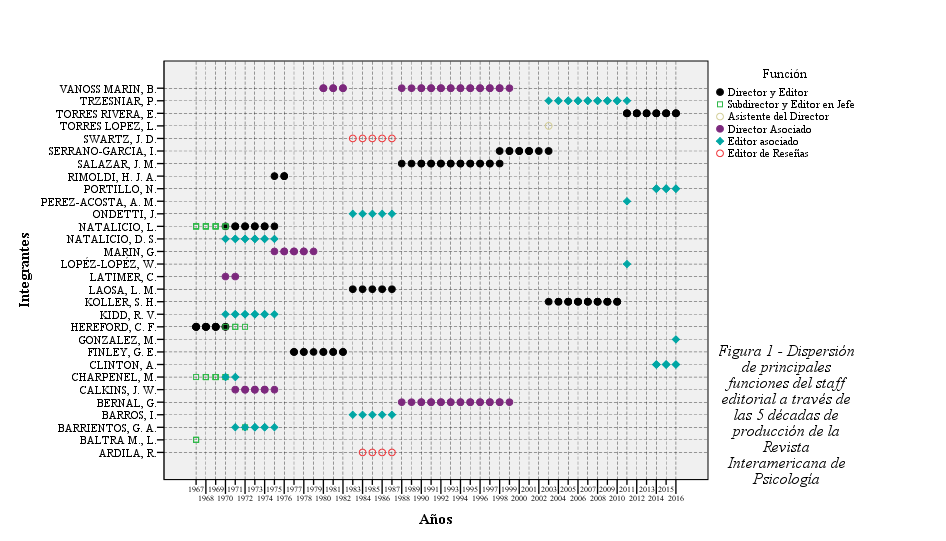 Función
Director y Editor
Subdirector y Editor en Jefe
Asistente del Director
Director Asociado
Editor asociado
Editor de Reseñas
Integrantes
VANOSS MARIN, B.
TRZESNIAR, P.
TORRES RIVERA, E.
TORRES LOPEZ, L.
SWARTZ, J. D.
SERRANO-GARCIA, I.
SALAZAR, J. M.
RIMOLDI, H. J. A.
PORTILLO, N.
PEREZ-ACOSTA, A. M.
ONDETTI, J.
NATALICIO, L.
NATALICIO, D. S.
MARIN, G.
LOPÉZ-LOPEZ, W.
LATIMER, C.
LAOSA, L. M.
KOLLER, S. H.
KIDD, R. V.
HEREFORD, C. F.
GONZALEZ, M.
FINLEY, G. E.
CLINTON, A.
CHARPENEL, M.
CALKINS, J. W.
BERNAL, G.
BARROS, I.
BARRIENTOS, G. A.
BALTRA M., L.
ARDILA, R.
1967 1969 1971 1973 1975 1977 1979 1981 1983 1985 1987 1989 1991 1993 1995 1997 1999 2001 2003 2005 2007 2009 2011 2013 2015
1968 1970 1972 1974 1976 1978 1980 1982 1984 1986 1988 1990 1992 1994 1996 1998 2000 2002 2004 2006 2008 2010 2012 2014 2016
Años
Figura 1 - Dispersión
de principales
funciones del staff
editorial a través de
las 5 décadas de
producción de la
Revista
Interamericana de
Psicología